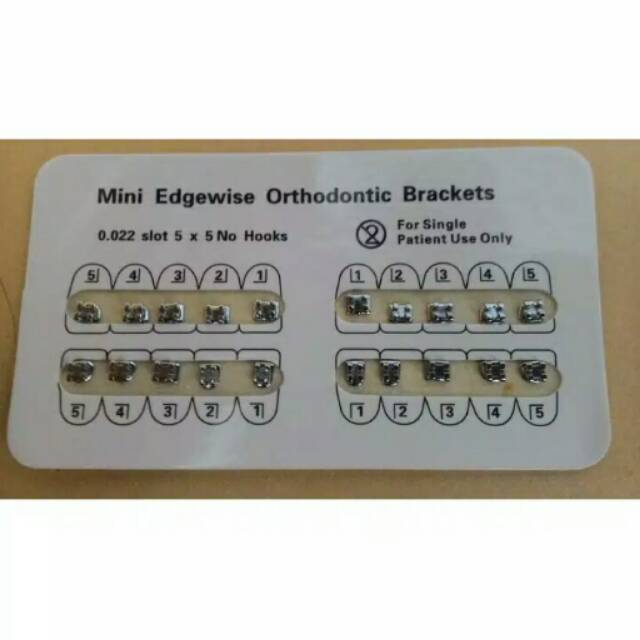 Mini Edgewise Orthodontic Brackets
0.022 slot 5 x 5 No Hooks
For Single
Patient Use Only
5 4 3 2 1 1 2 3 4 5
5 4 3 2 1 1 2 3 4 5